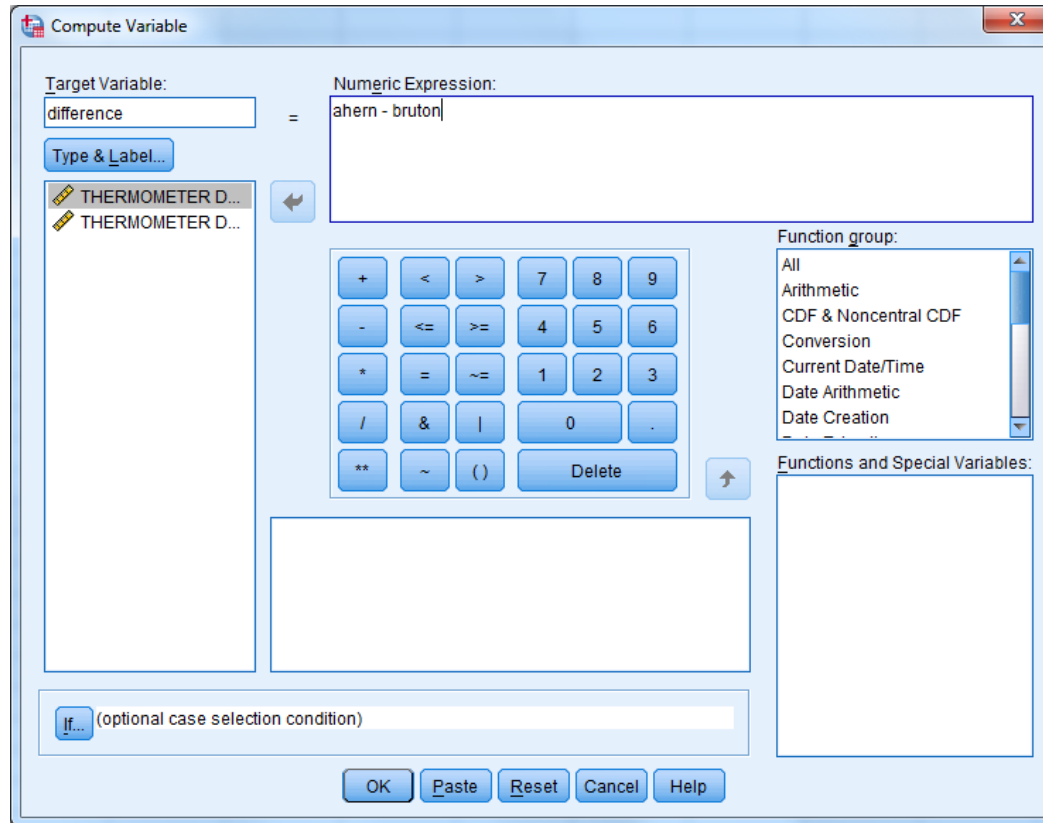 Compute Variable
Target Variable:
difference
=
Numeric Expression:
ahern - bruton
Type & Label...
THERMOMETER D...
THERMOMETER D...
+ < > 7 8 9
- <= >= 4 5 6
* = ~= 1 2 3
/ & | 0 .
** ~ ( ) Delete
Function group:
All
Arithmetic
CDF & Noncentral CDF
Conversion
Current Date/Time
Date Arithmetic
Date Creation
Functions and Special Variables:
If... (optional case selection condition)
OK Paste Reset Cancel Help